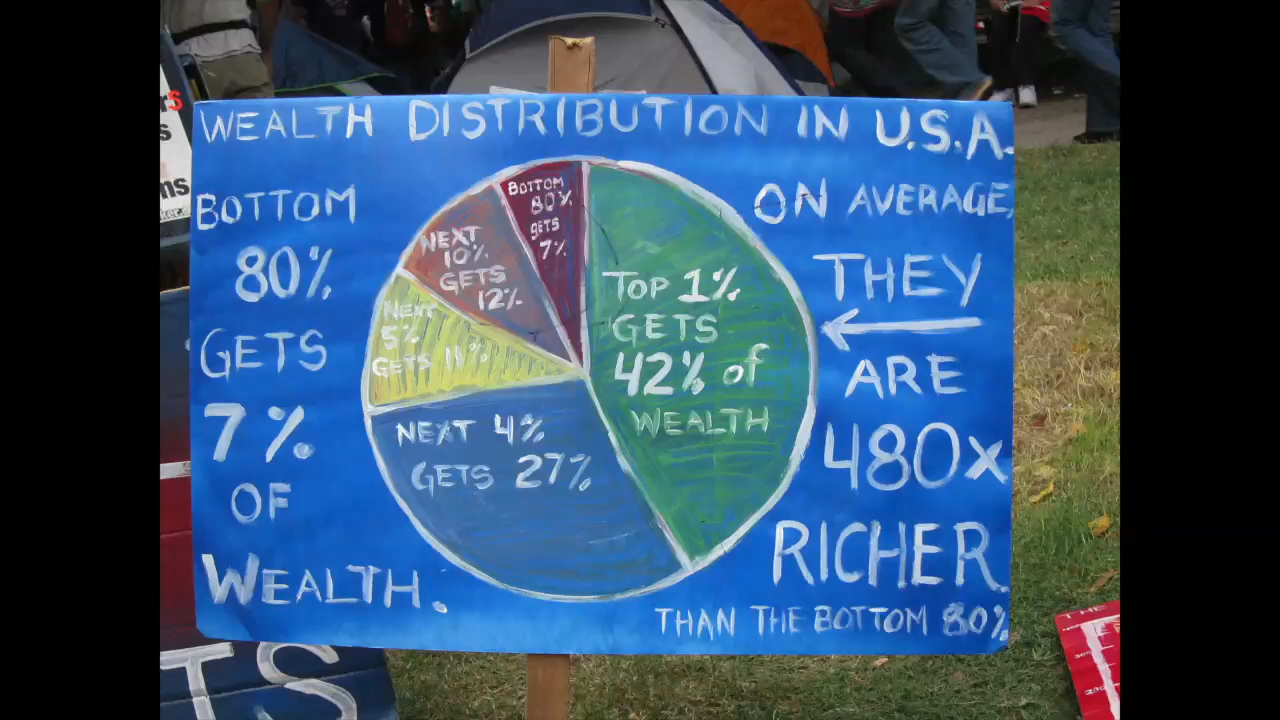 WEALTH DISTRIBUTION IN U.S.A.
BOTTOM
80%
GETS
7%
OF
WEALTH.
BOTTOM
80%
gETS
7%
NEXT
10%
GETS
12%
NEXT
5%
GETS 11%
NEXT 4%
GETS 27%
TOP 1%
GETS
42% of
WEALTH
ON AVERAGE,
THEY
ARE
480x
RICHER
THAN THE BOTTOM 80%
TS
THE